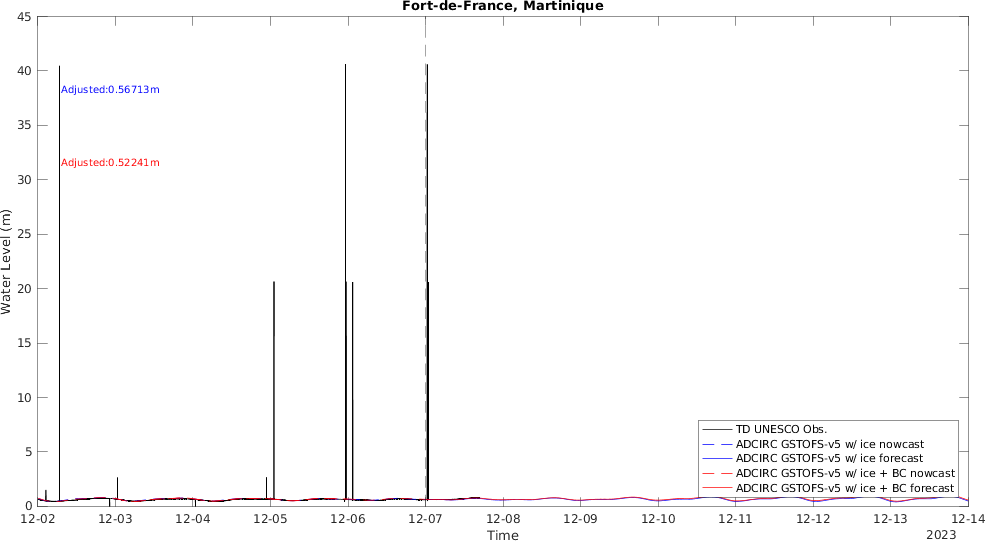 Fort-de-France, Martinique
45
40
35
30
25
20
15
10
5
0
Water Level (m)
Adjusted:0.56713m
Adjusted:0.52241m
TD UNESCO Obs.
ADCIRC GSTOFS-v5 w/ ice nowcast
ADCIRC GSTOFS-v5 w/ ice forecast
ADCIRC GSTOFS-v5 w/ ice + BC nowcast
ADCIRC GSTOFS-v5 w/ ice + BC forecast
12-02 12-03 12-04 12-05 12-06 12-07 12-08 12-09 12-10 12-11 12-12 12-13 12-14
Time
2023